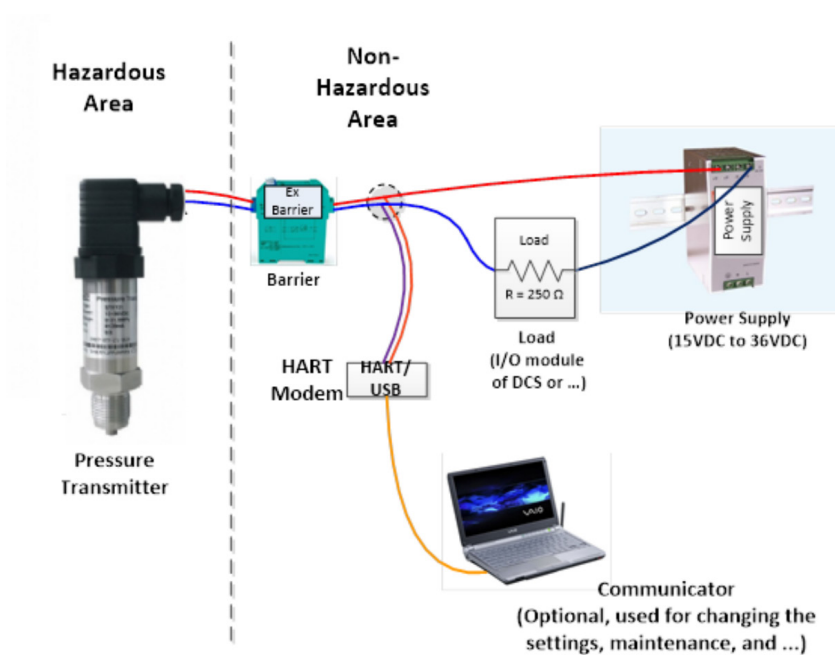 Hazardous
Area
Non-
Hazardous
Area
Ex
Barrier
Barrier
Pressure
Transmitter
HART
Modem
HART/
USB
Load
R = 250 Ω
Load
(I/O module
of DCS or ...)
Power
supply
Power Supply
(15VDC to 36VDC)
VAIO
Communicator
(Optional, used for changing the
settings, maintenance, and ...)